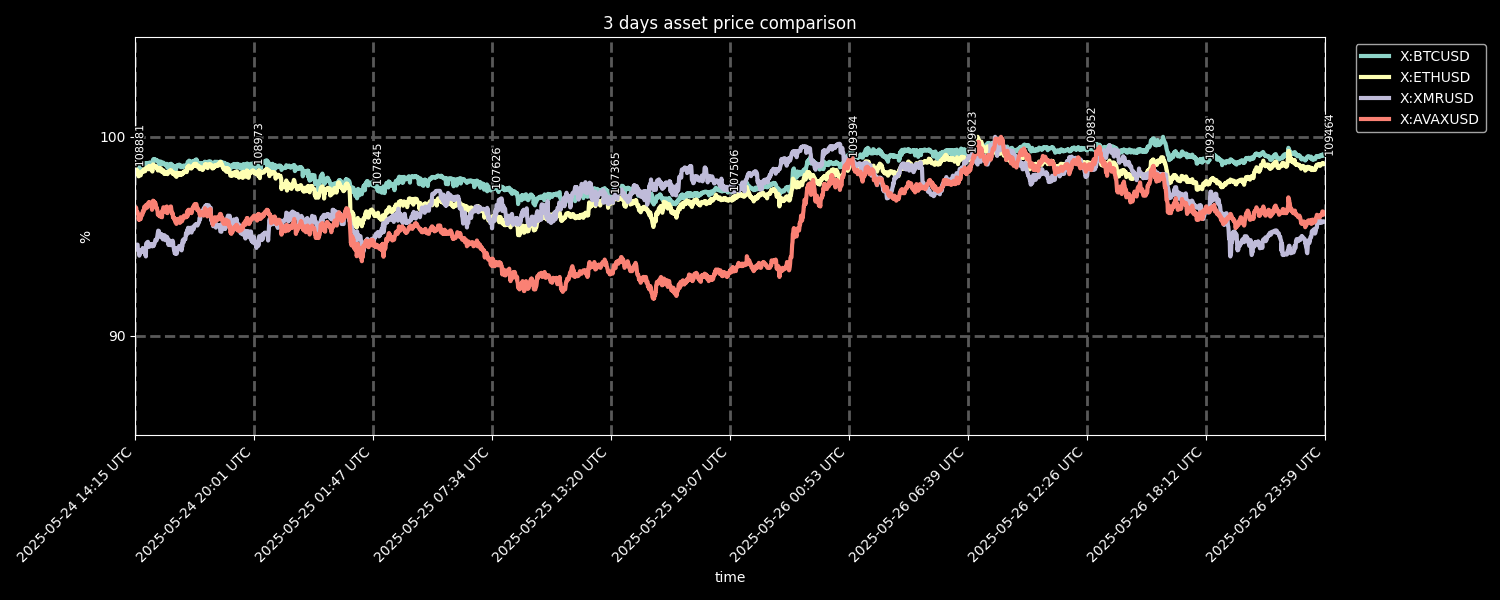 3 days asset price comparison
X:BTCUSD
X:ETHUSD
X:XMRUSD
X:AVAXUSD
100
90
%
108881
108973
107845
107626
107365
107506
109394
109623
109852
109283
109464
2025-05-24 14:15 UTC
2025-05-24 20:01 UTC
2025-05-25 01:47 UTC
2025-05-25 07:34 UTC
2025-05-25 13:20 UTC
2025-05-25 19:07 UTC
2025-05-26 00:53 UTC
2025-05-26 06:39 UTC
2025-05-26 12:26 UTC
2025-05-26 18:12 UTC
2025-05-26 23:59 UTC
time